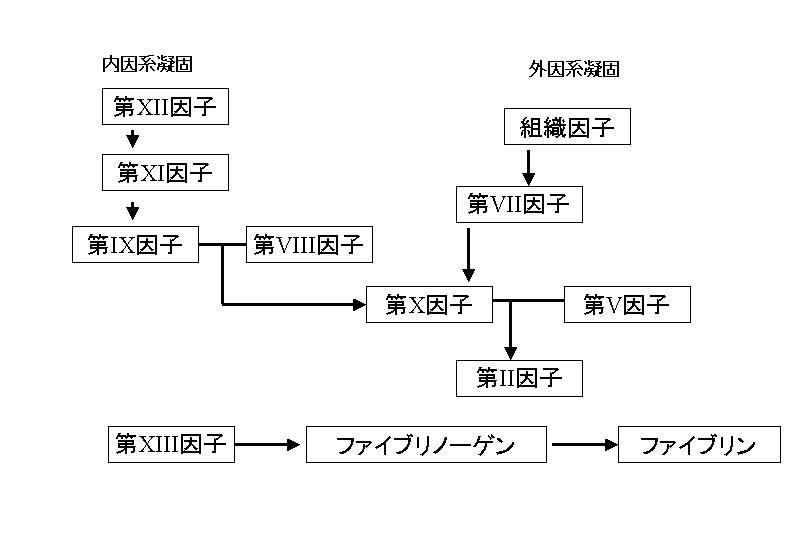 内因系凝固
外因系凝固
第XII因子
組織因子
第XI因子
第VII因子
第IX因子
第VIII因子
第X因子
第V因子
第II因子
第XIII因子
ファイブリノーゲン
ファイブリン